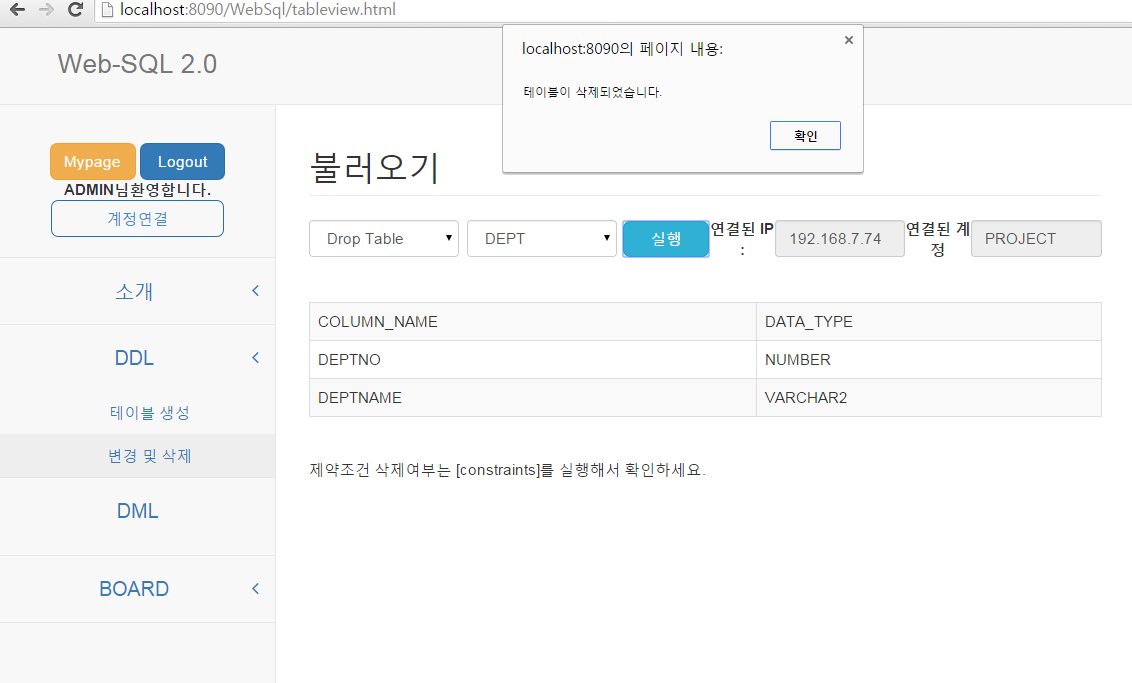 localhost:8090/WebSql/tableview.html
Web-SQL 2.0
localhost:8090의 페이지 내용:
테이블이 삭제되었습니다.
확인
Mypage
Logout
ADMIN님환영합니다.
계정연결
소개
DDL
테이블 생성
변경 및 삭제
DML
BOARD
불러오기
Drop Table
DEPT
실행
연결된 IP
:
192.168.7.74
연결된 계
정
PROJECT
COLUMN_NAME DATA_TYPE
DEPTNO NUMBER
DEPTNAME VARCHAR2
제약조건 삭제여부는 [constraints]를 실행해서 확인하세요.